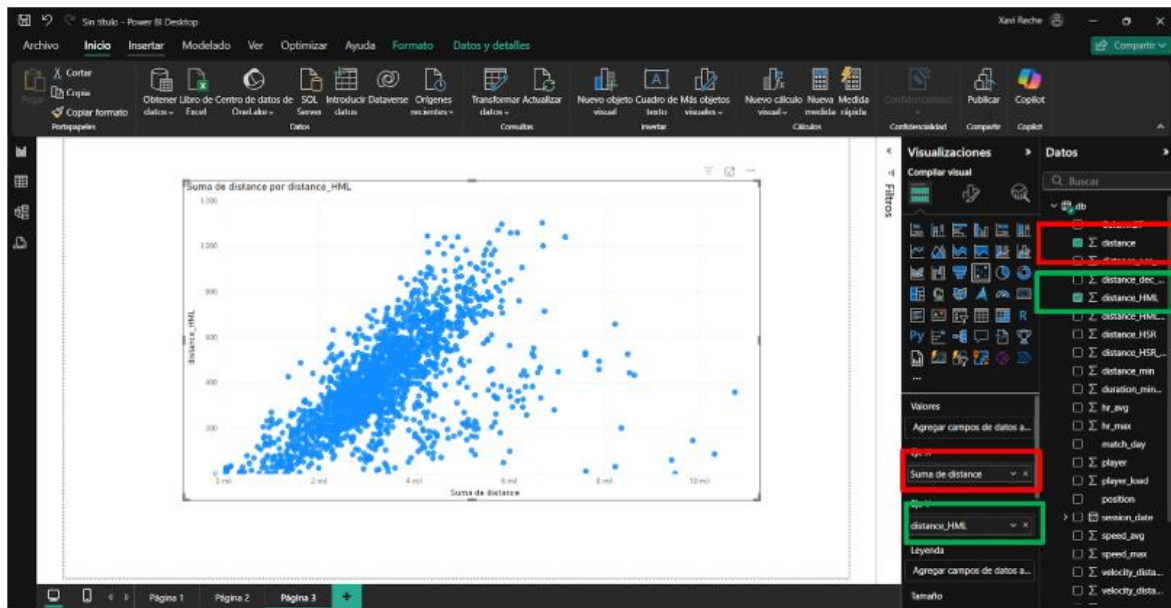 Sin título - Power BI Desktop
Xavi Reche
Archivo Inicio Insertar Modelado Ver Optimizar Ayuda Formato Datos y detalles
Compartir
Cortar
Copia
Copiar formato
Portapapeles
Obtener datos
Libro de Excel
Centro de datos de OneLake
SQL Server
Introducir datos
Dataverse
Orígenes recientes
Datos
Transformar datos
Actualizar
Consultas
Nuevo objeto visual
Cuadro de texto
Más objetos visuales
Insertar
Nuevo cálculo visual
Nueva medida
Medida rápida
Cálculos
Confidencialidad
Confidencialidad
Publicar
Compartir
Copilot
Copilot
Suma de distance por distance_HML
1.200
1.000
800
600
400
200
0
distance_HML
0 mil 2 mil 4 mil 6 mil 8 mil 10 mil
Suma de distance
Filtros
Visualizaciones
Compilar visual
Valores
Agregar campos de datos a...
Eje X
Suma de distance
Eje Y
distance_HML
Leyenda
Agregar campos de datos a...
Tamaño
Datos
Buscar
db
distance
distance_dec_...
distance_HML
distance_HML...
distance_HSR
distance_HSR_...
distance_min
duration_min...
hr_avg
hr_max
match_day
player
player_load
position
session_date
speed_avg
speed_max
velocity_dista...
velocity_dista...
Página 1 Página 2 Página 3